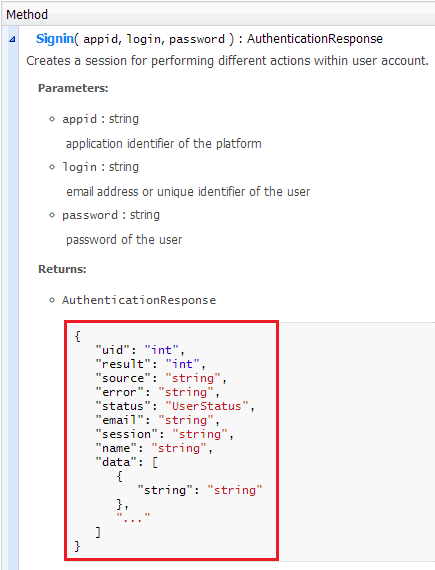 Method
Signin( appid, login, password ) : AuthenticationResponse
Creates a session for performing different actions within user account.
Parameters:
appid : string
application identifier of the platform
login : string
email address or unique identifier of the user
password : string
password of the user
Returns:
AuthenticationResponse
{
"uid": "int",
"result": "int",
"source": "string",
"error": "string",
"status": "UserStatus",
"email": "string",
"session": "string",
"name": "string",
"data": [
{
"string": "string"
},
"..."
]
}